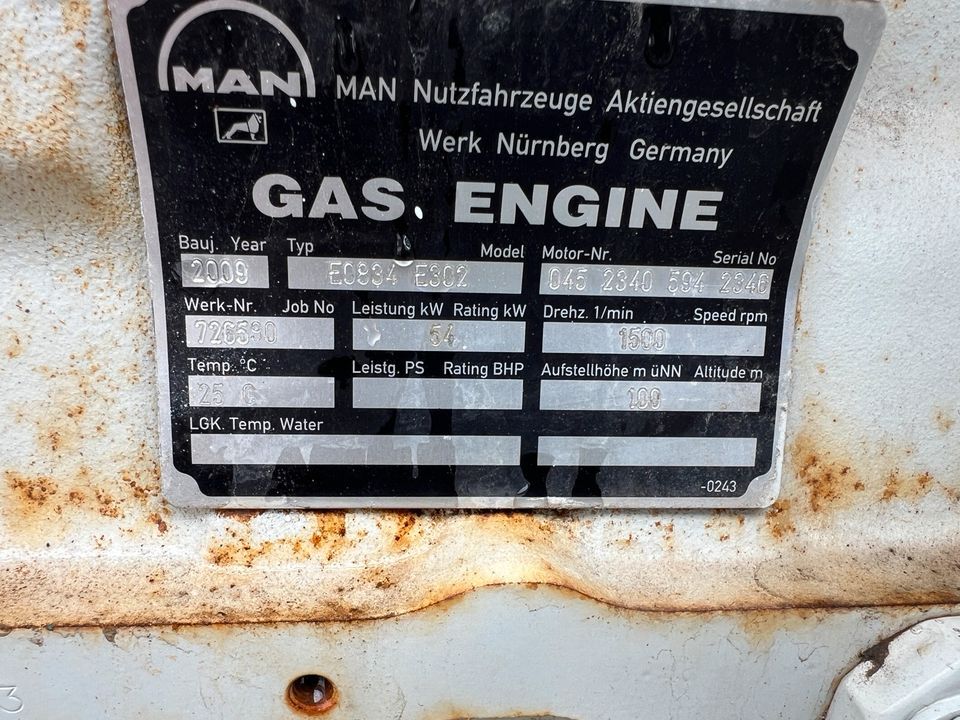 MAN
MAN Nutzfahrzeuge Aktiengesellschaft
Werk Nürnberg Germany
GAS ENGINE
Bauj. Year Typ Model Motor-Nr. Serial No
2009 E0834 E302 045 2340 594 2346
Werk-Nr. Job No Leistung kW Rating kW Drehz. 1/min Speed rpm
726590 54 1500
Temp. °C Leistg. PS Rating BHP Aufstellhöhe m üNN Altitude m
25 C 100
LGK. Temp. Water
-0243
3